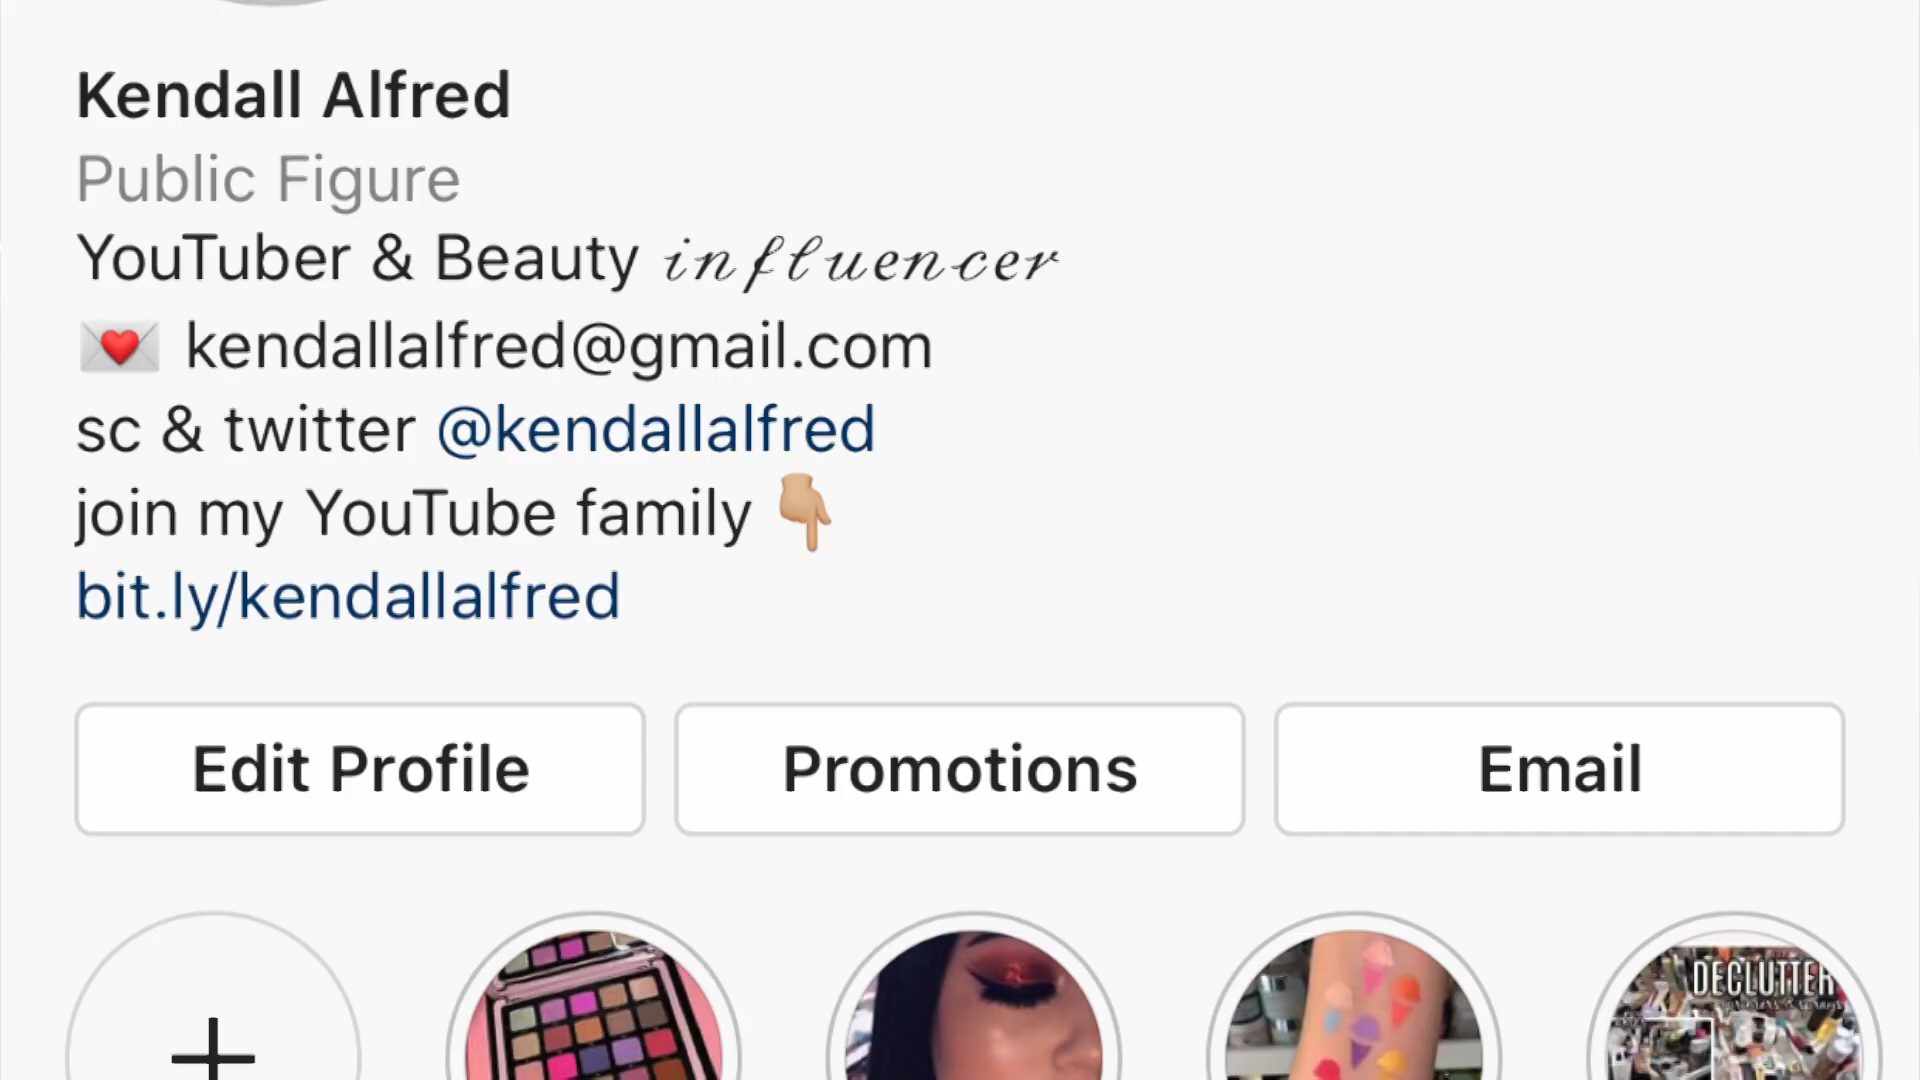 Kendall Alfred
Public Figure
YouTuber & Beauty 𝒾𝓃𝒻𝓁𝓊𝑒𝓃𝒸𝑒𝓇
💌 kendallalfred@gmail.com
sc & twitter @kendallalfred
join my YouTube family 👇🏼
bit.ly/kendallalfred
Edit Profile Promotions Email
DECLUTTER